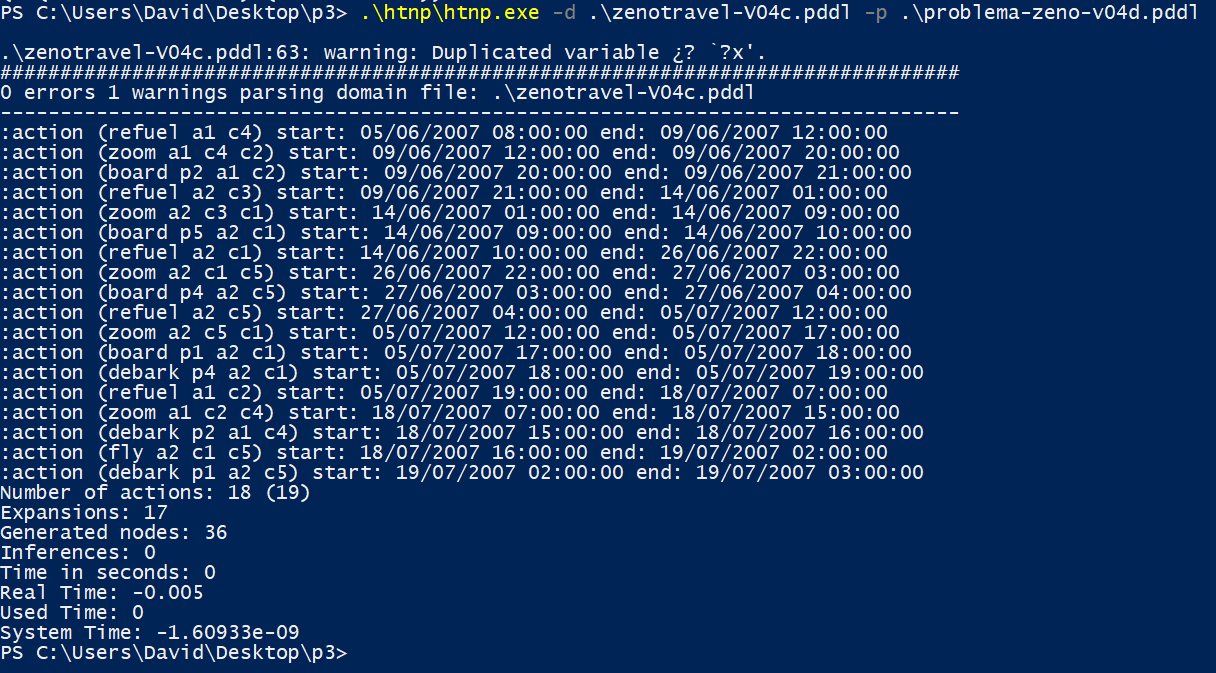 PS C:\Users\David\Desktop\p3> .\htnp\htnp.exe -d .\zenotravel-V04c.pddl -p .\problema-zeno-v04d.pddl
.\zenotravel-V04c.pddl:63: warning: Duplicated variable ¿? `?x'.
################################################################################
0 errors 1 warnings parsing domain file: .\zenotravel-V04c.pddl
--------------------------------------------------------------------------------
:action (refuel a1 c4) start: 05/06/2007 08:00:00 end: 09/06/2007 12:00:00
:action (zoom a1 c4 c2) start: 09/06/2007 12:00:00 end: 09/06/2007 20:00:00
:action (board p2 a1 c2) start: 09/06/2007 20:00:00 end: 09/06/2007 21:00:00
:action (refuel a2 c3) start: 09/06/2007 21:00:00 end: 14/06/2007 01:00:00
:action (zoom a2 c3 c1) start: 14/06/2007 01:00:00 end: 14/06/2007 09:00:00
:action (board p5 a2 c1) start: 14/06/2007 09:00:00 end: 14/06/2007 10:00:00
:action (refuel a2 c1) start: 14/06/2007 10:00:00 end: 26/06/2007 22:00:00
:action (zoom a2 c1 c5) start: 26/06/2007 22:00:00 end: 27/06/2007 03:00:00
:action (board p4 a2 c5) start: 27/06/2007 03:00:00 end: 27/06/2007 04:00:00
:action (refuel a2 c5) start: 27/06/2007 04:00:00 end: 05/07/2007 12:00:00
:action (zoom a2 c5 c1) start: 05/07/2007 12:00:00 end: 05/07/2007 17:00:00
:action (board p1 a2 c1) start: 05/07/2007 17:00:00 end: 05/07/2007 18:00:00
:action (debark p4 a2 c1) start: 05/07/2007 18:00:00 end: 05/07/2007 19:00:00
:action (refuel a1 c2) start: 05/07/2007 19:00:00 end: 18/07/2007 07:00:00
:action (zoom a1 c2 c4) start: 18/07/2007 07:00:00 end: 18/07/2007 15:00:00
:action (debark p2 a1 c4) start: 18/07/2007 15:00:00 end: 18/07/2007 16:00:00
:action (fly a2 c1 c5) start: 18/07/2007 16:00:00 end: 19/07/2007 02:00:00
:action (debark p1 a2 c5) start: 19/07/2007 02:00:00 end: 19/07/2007 03:00:00
Number of actions: 18 (19)
Expansions: 17
Generated nodes: 36
Inferences: 0
Time in seconds: 0
Real Time: -0.005
Used Time: 0
System Time: -1.60933e-09
PS C:\Users\David\Desktop\p3>